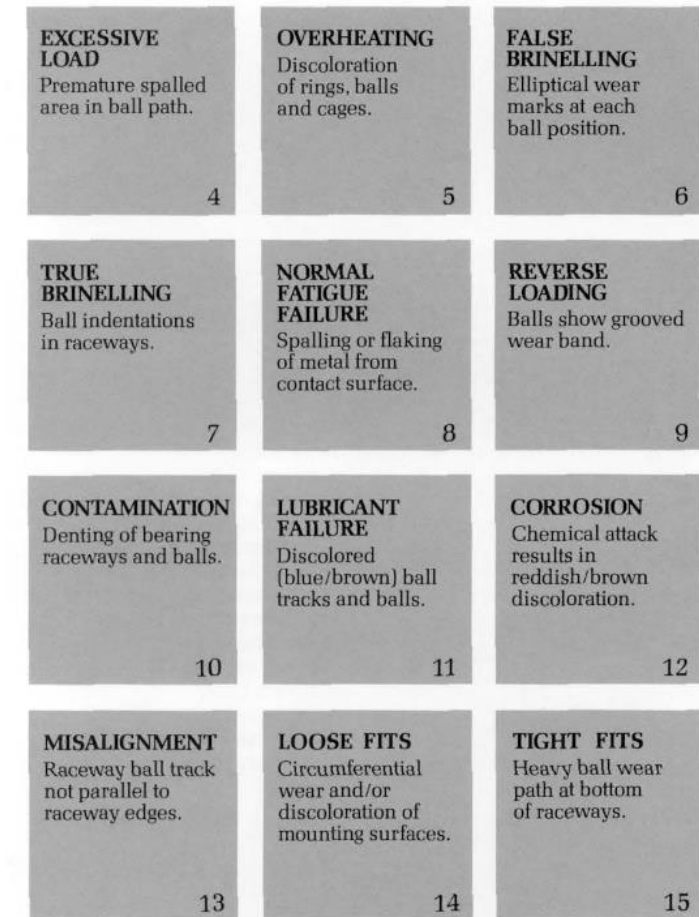 EXCESSIVE
LOAD
Premature spalled
area in ball path.
4
OVERHEATING
Discoloration
of rings, balls
and cages.
5
FALSE
BRINELLING
Elliptical wear
marks at each
ball position.
6
TRUE
BRINELLING
Ball indentations
in raceways.
7
NORMAL
FATIGUE
FAILURE
Spalling or flaking
of metal from
contact surface.
8
REVERSE
LOADING
Balls show grooved
wear band.
9
CONTAMINATION
Denting of bearing
raceways and balls.
10
LUBRICANT
FAILURE
Discolored
(blue/brown) ball
tracks and balls.
11
CORROSION
Chemical attack
results in
reddish/brown
discoloration.
12
MISALIGNMENT
Raceway ball track
not parallel to
raceway edges.
13
LOOSE FITS
Circumferential
wear and/or
discoloration of
mounting surfaces.
14
TIGHT FITS
Heavy ball wear
path at bottom
of raceways.
15